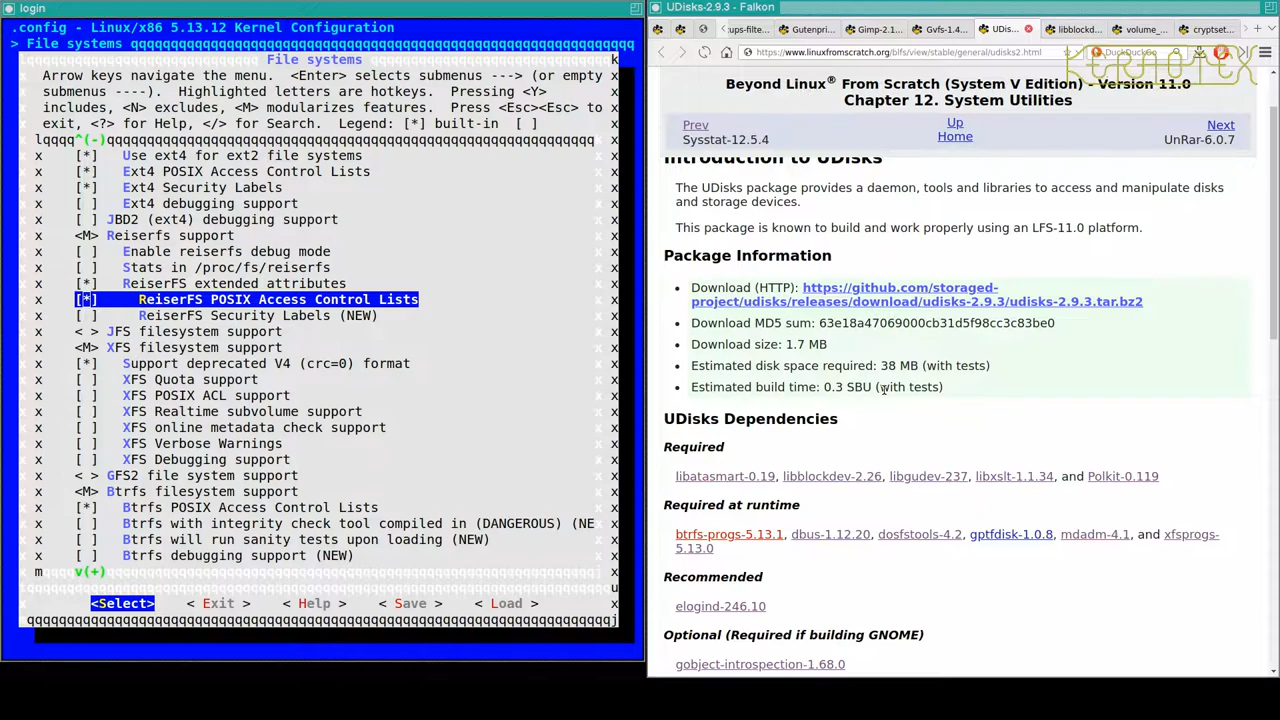 login
.config - Linux/x86 5.13.12 Kernel Configuration
> File systems qqqqqqqqqqqqqqqqqqqqqqqqqqqqqqqqqqqqqqqqqqqqqqqqqqqqqqqqqqqqqqq
File systems
Arrow keys navigate the menu. <Enter> selects submenus ---> (or empty
submenus ----). Highlighted letters are hotkeys. Pressing <Y>
includes, <N> excludes, <M> modularizes features. Press <Esc><Esc> to
exit, <?> for Help, </> for Search. Legend: [*] built-in [ ]
^(-)
[*] Use ext4 for ext2 file systems
[*] Ext4 POSIX Access Control Lists
[*] Ext4 Security Labels
[ ] Ext4 debugging support
[ ] JBD2 (ext4) debugging support
<M> Reiserfs support
[ ] Enable reiserfs debug mode
[ ] Stats in /proc/fs/reiserfs
[*] ReiserFS extended attributes
[*] ReiserFS POSIX Access Control Lists
[ ] ReiserFS Security Labels (NEW)
< > JFS filesystem support
<M> XFS filesystem support
[*] Support deprecated V4 (crc=0) format
[ ] XFS Quota support
[ ] XFS POSIX ACL support
[ ] XFS Realtime subvolume support
[ ] XFS online metadata check support
[ ] XFS Verbose Warnings
[ ] XFS Debugging support
< > GFS2 file system support
<M> Btrfs filesystem support
[*] Btrfs POSIX Access Control Lists
[ ] Btrfs with integrity check tool compiled in (DANGEROUS) (NE
[ ] Btrfs will run sanity tests upon loading (NEW)
[ ] Btrfs debugging support (NEW)
v(+)
<Select> < Exit > < Help > < Save > < Load >
UDisks-2.9.3 - Falkon
ups-filte... Gutenpri... Gimp-2.1... Gvfs-1.4... UDis... libblockd... volume_... cryptset...
https://www.linuxfromscratch.org/blfs/view/stable/general/udisks2.html DuckDuckGo
KERNOTEX
Beyond Linux® From Scratch (System V Edition) - Version 11.0
Chapter 12. System Utilities
Prev Up Next
Sysstat-12.5.4 Home UnRar-6.0.7
Introduction to UDisks
The UDisks package provides a daemon, tools and libraries to access and manipulate disks
and storage devices.
This package is known to build and work properly using an LFS-11.0 platform.
Package Information
Download (HTTP): https://github.com/storaged-
project/udisks/releases/download/udisks-2.9.3/udisks-2.9.3.tar.bz2
Download MD5 sum: 63e18a47069000cb31d5f98cc3c83be0
Download size: 1.7 MB
Estimated disk space required: 38 MB (with tests)
Estimated build time: 0.3 SBU (with tests)
UDisks Dependencies
Required
libatasmart-0.19, libblockdev-2.26, libgudev-237, libxslt-1.1.34, and Polkit-0.119
Required at runtime
btrfs-progs-5.13.1, dbus-1.12.20, dosfstools-4.2, gptfdisk-1.0.8, mdadm-4.1, and xfsprogs-
5.13.0
Recommended
elogind-246.10
Optional (Required if building GNOME)
gobject-introspection-1.68.0